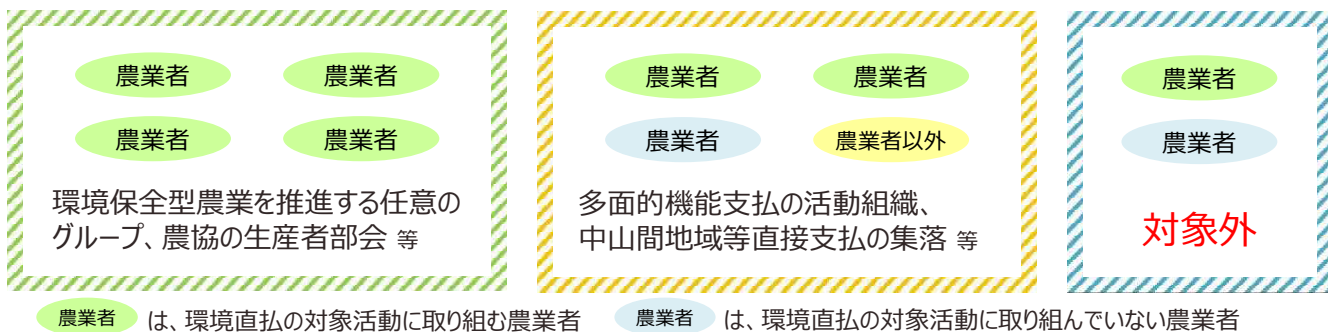 農業者 農業者
農業者 農業者
環境保全型農業を推進する任意の
グループ、農協の生産者部会 等
農業者 農業者
農業者 農業者以外
多面的機能支払の活動組織、
中山間地域等直接支払の集落 等
農業者
農業者
対象外
農業者 は、環境直払の対象活動に取り組む農業者 農業者 は、環境直払の対象活動に取り組んでいない農業者